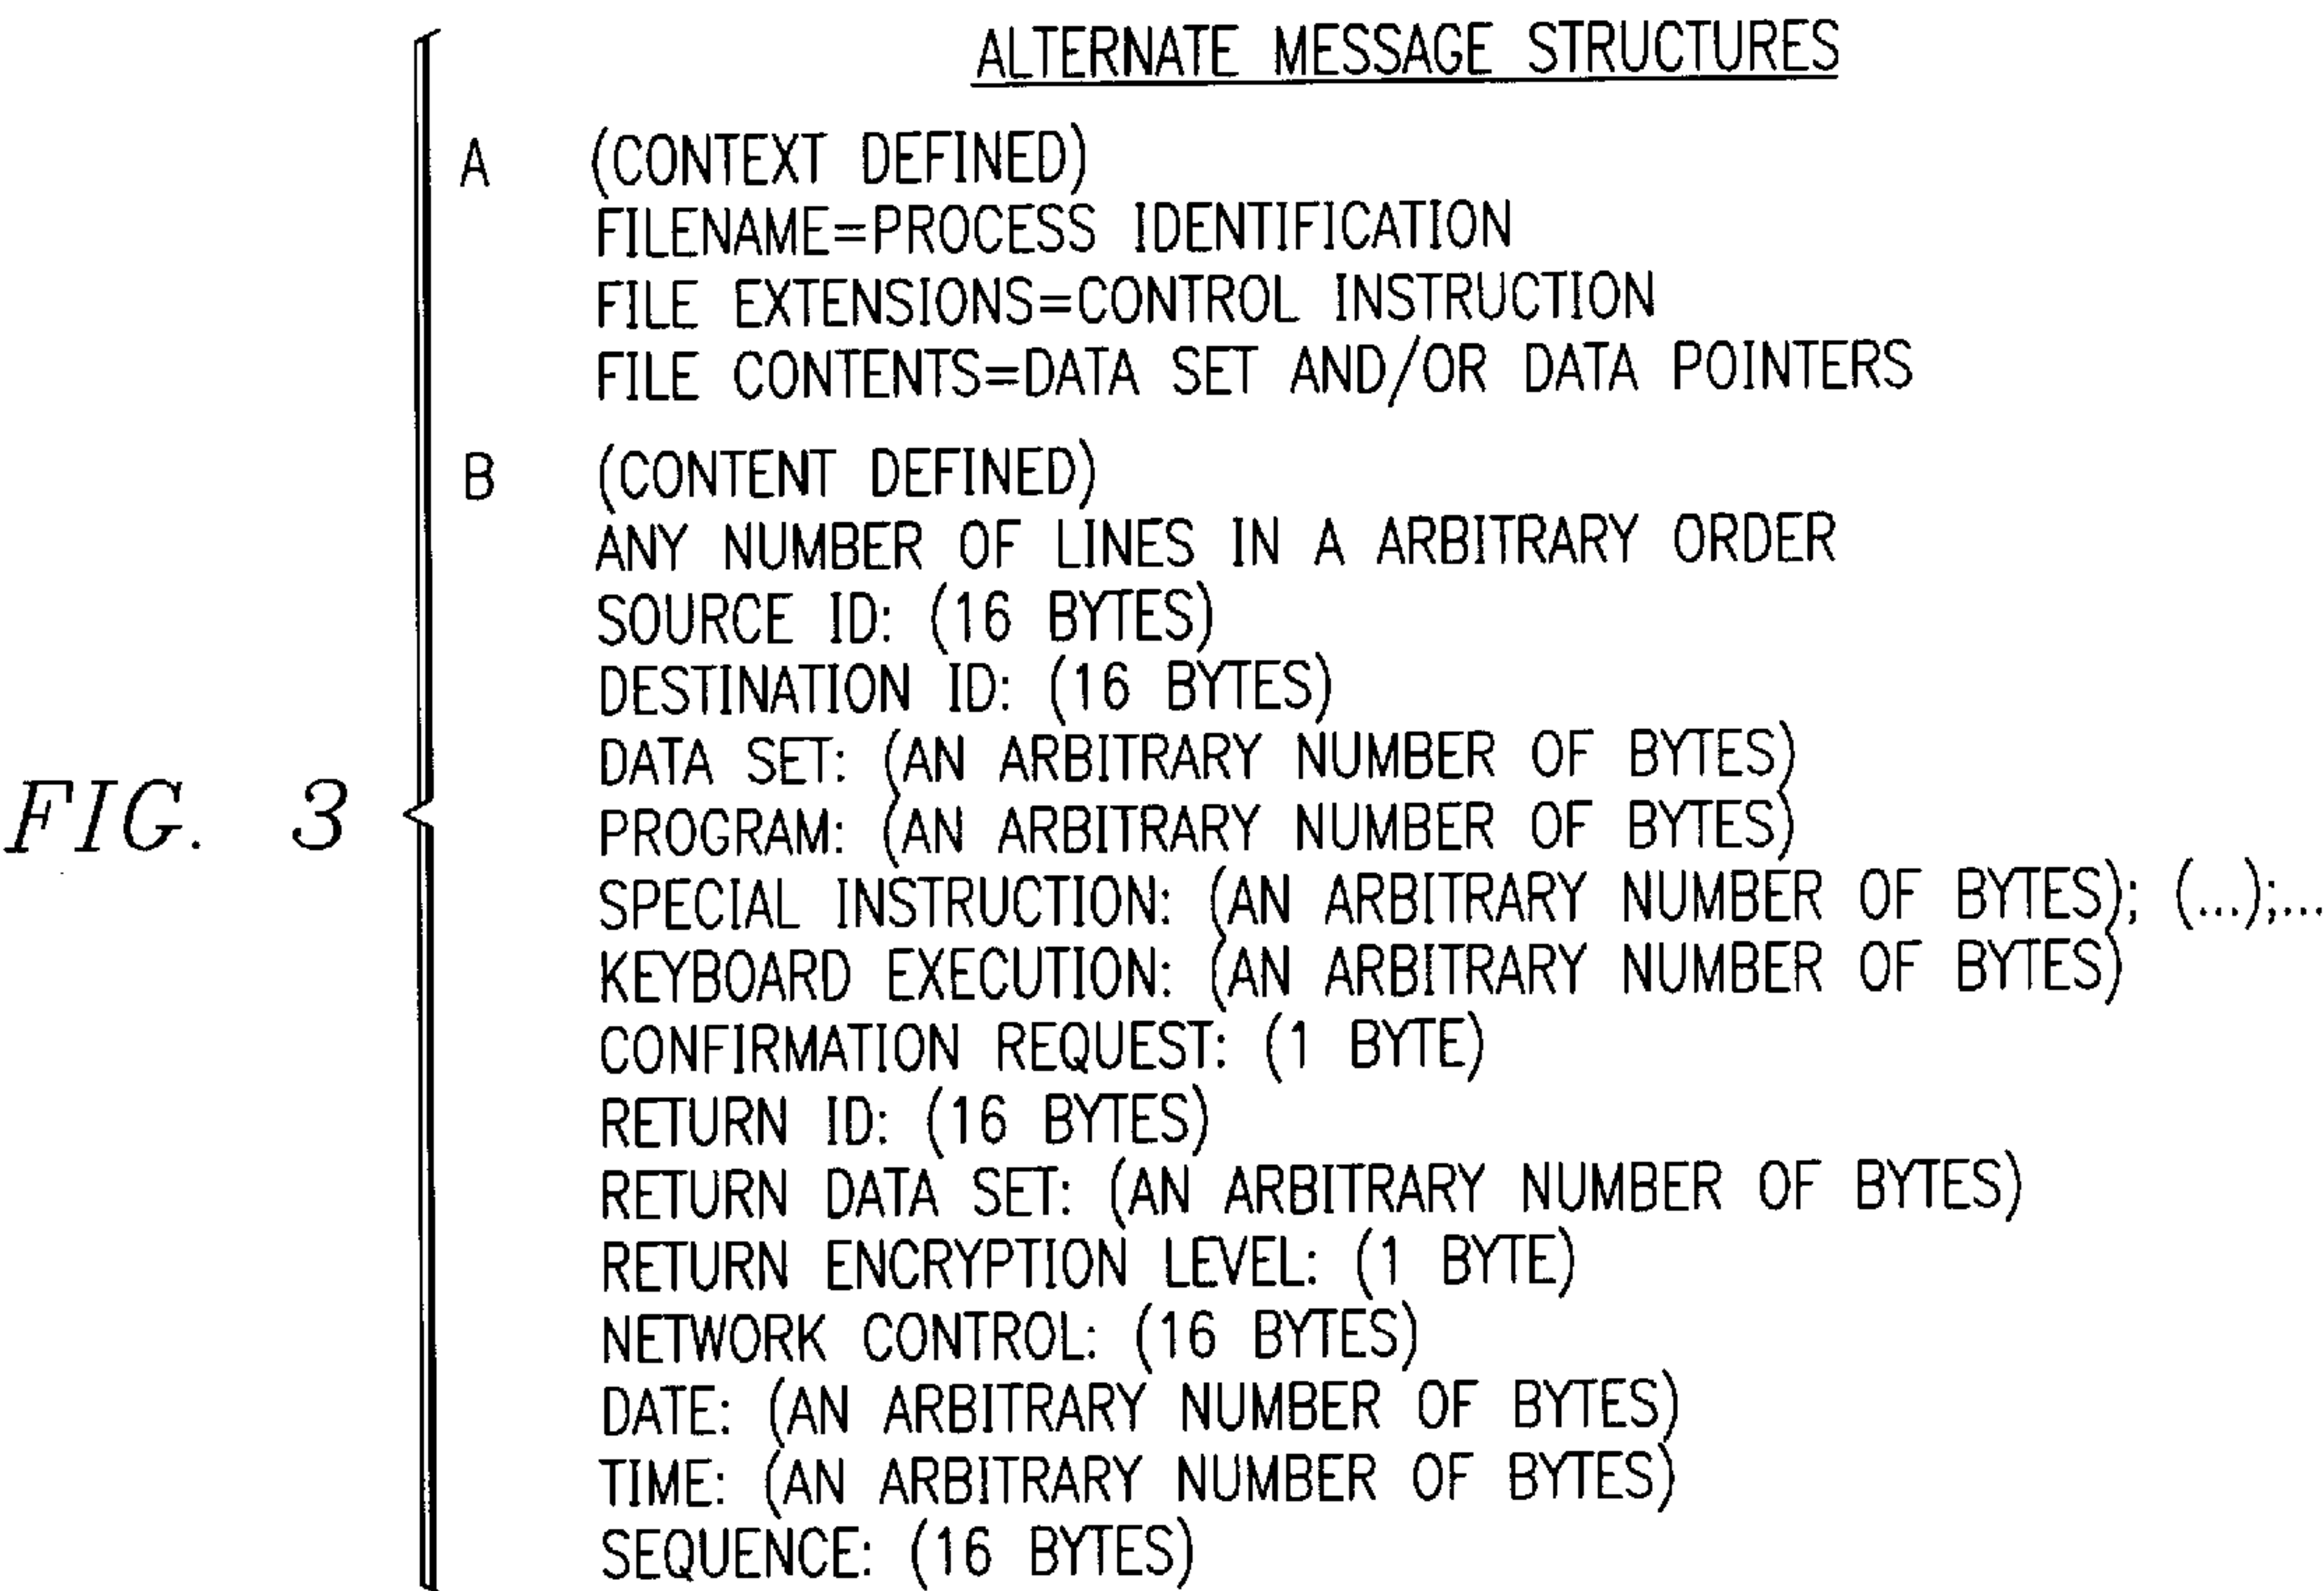 ALTERNATE MESSAGE STRUCTURES
A (CONTEXT DEFINED)
FILENAME=PROCESS IDENTIFICATION
FILE EXTENSIONS=CONTROL INSTRUCTION
FILE CONTENTS=DATA SET AND/OR DATA POINTERS
B (CONTENT DEFINED)
ANY NUMBER OF LINES IN A ARBITRARY ORDER
SOURCE ID: (16 BYTES)
DESTINATION ID: (16 BYTES)
DATA SET: (AN ARBITRARY NUMBER OF BYTES)
FIG. 3
PROGRAM: (AN ARBITRARY NUMBER OF BYTES)
SPECIAL INSTRUCTION: (AN ARBITRARY NUMBER OF BYTES); (...);...
KEYBOARD EXECUTION: (AN ARBITRARY NUMBER OF BYTES)
CONFIRMATION REQUEST: (1 BYTE)
RETURN ID: (16 BYTES)
RETURN DATA SET: (AN ARBITRARY NUMBER OF BYTES)
RETURN ENCRYPTION LEVEL: (1 BYTE)
NETWORK CONTROL: (16 BYTES)
DATE: (AN ARBITRARY NUMBER OF BYTES)
TIME: (AN ARBITRARY NUMBER OF BYTES)
SEQUENCE: (16 BYTES)